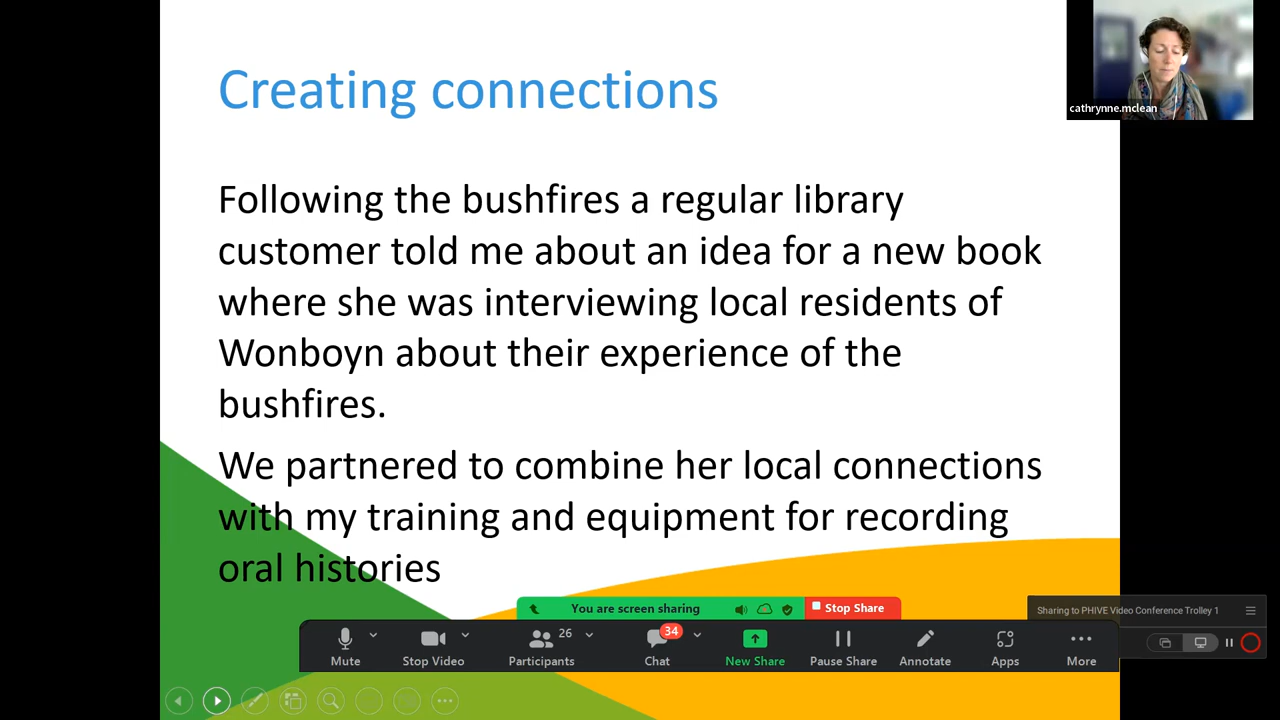 Creating connections
cathrynne.mclean
Following the bushfires a regular library
customer told me about an idea for a new book
where she was interviewing local residents of
Wonboyn about their experience of the
bushfires.
We partnered to combine her local connections
with my training and equipment for recording
oral histories
You are screen sharing
Stop Share
Sharing to PHIVE Video Conference Trolley 1
26
34
Mute
Stop Video
Participants
Chat
New Share
Pause Share
Annotate
Apps
More